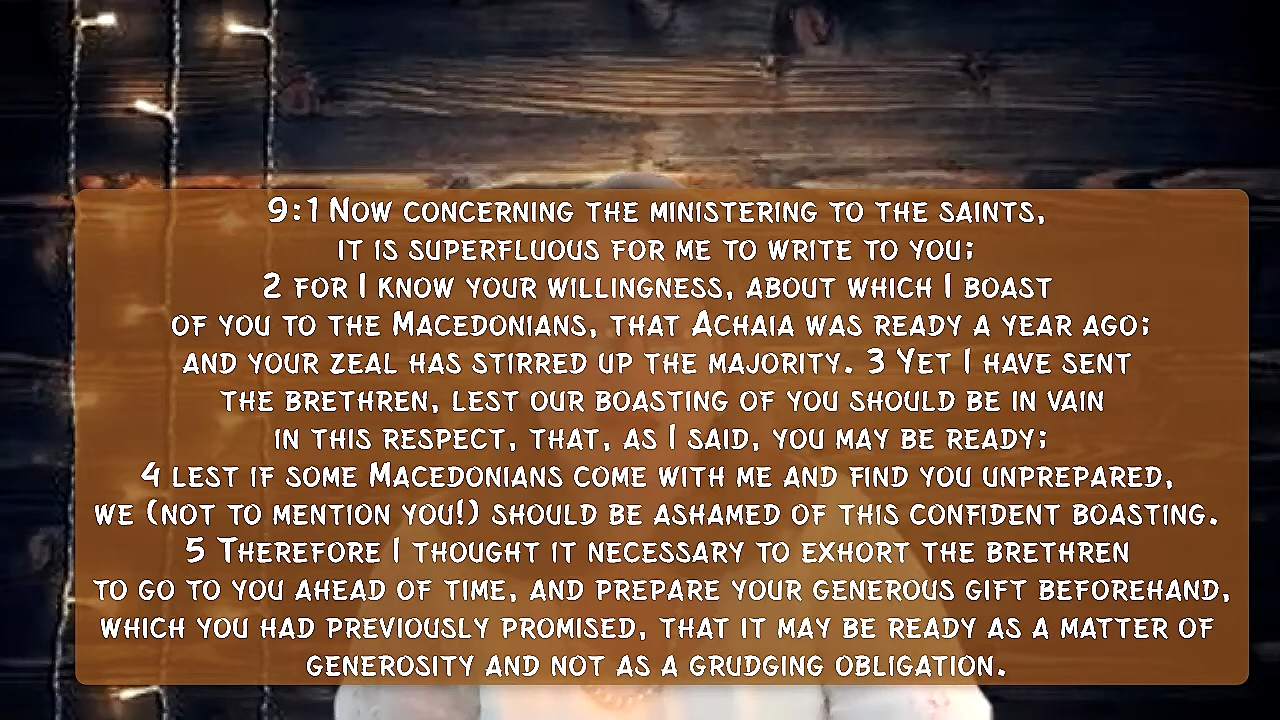 9:1 Now concerning the ministering to the saints,
it is superfluous for me to write to you;
2 for I know your willingness, about which I boast
of you to the Macedonians, that Achaia was ready a year ago;
and your zeal has stirred up the majority. 3 Yet I have sent
the brethren, lest our boasting of you should be in vain
in this respect, that, as I said, you may be ready;
4 lest if some Macedonians come with me and find you unprepared,
we (not to mention you!) should be ashamed of this confident boasting.
5 Therefore I thought it necessary to exhort the brethren
to go to you ahead of time, and prepare your generous gift beforehand,
which you had previously promised, that it may be ready as a matter of
generosity and not as a grudging obligation.